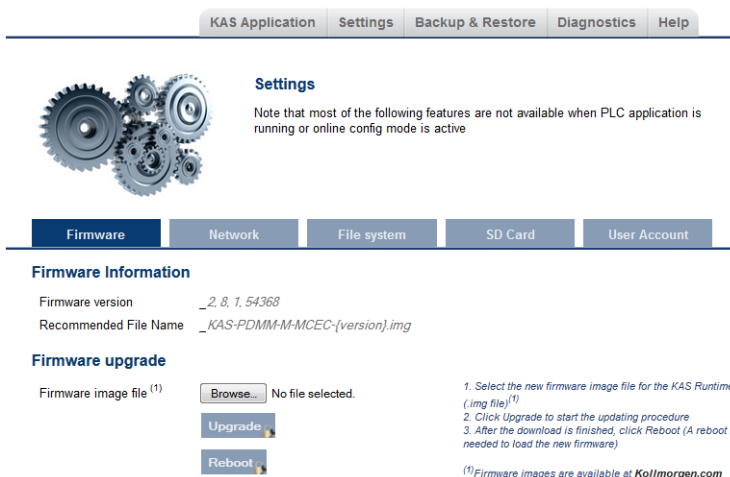 KAS Application Settings Backup & Restore Diagnostics Help
Settings
Note that most of the following features are not available when PLC application is
running or online config mode is active
Firmware Network File system SD Card User Account
Firmware Information
Firmware version _2, 8, 1, 54368
Recommended File Name _KAS-PDMM-M-MCEC-{version}.img
Firmware upgrade
Firmware image file (1) Browse... No file selected.
Upgrade
Reboot
1. Select the new firmware image file for the KAS Runtime
(.img file)(1)
2. Click Upgrade to start the updating procedure
3. After the download is finished, click Reboot (A reboot
needed to load the new firmware)
(1)Firmware images are available at Kollmorgen.com